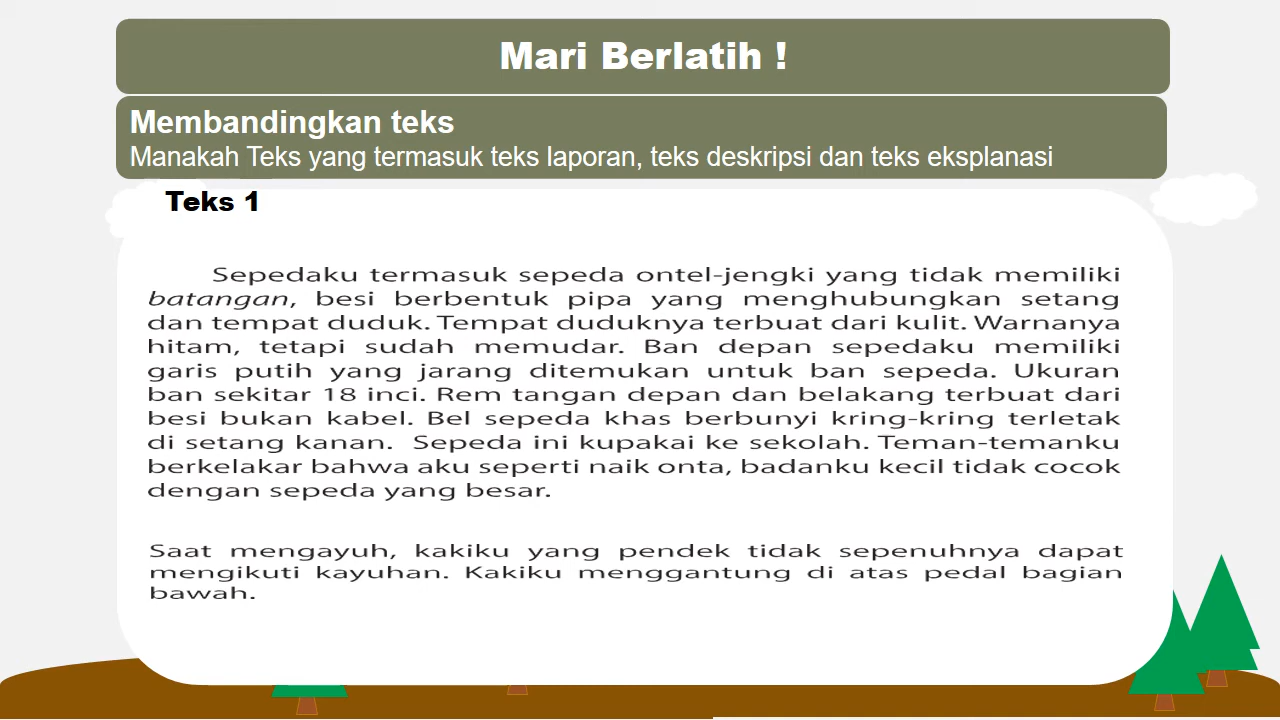 Mari Berlatih !
Membandingkan teks
Manakah Teks yang termasuk teks laporan, teks deskripsi dan teks eksplanasi
Teks 1
Sepedaku termasuk sepeda ontel-jengki yang tidak memiliki
batangan, besi berbentuk pipa yang menghubungkan setang
dan tempat duduk. Tempat duduknya terbuat dari kulit. Warnanya
hitam, tetapi sudah memudar. Ban depan sepedaku memiliki
garis putih yang jarang ditemukan untuk ban sepeda. Ukuran
ban sekitar 18 inci. Rem tangan depan dan belakang terbuat dari
besi bukan kabel. Bel sepeda khas berbunyi kring-kring terletak
di setang kanan. Sepeda ini kupakai ke sekolah. Teman-temanku
berkelakar bahwa aku seperti naik onta, badanku kecil tidak cocok
dengan sepeda yang besar.
Saat mengayuh, kakiku yang pendek tidak sepenuhnya dapat
mengikuti kayuhan. Kakiku menggantung di atas pedal bagian
bawah.